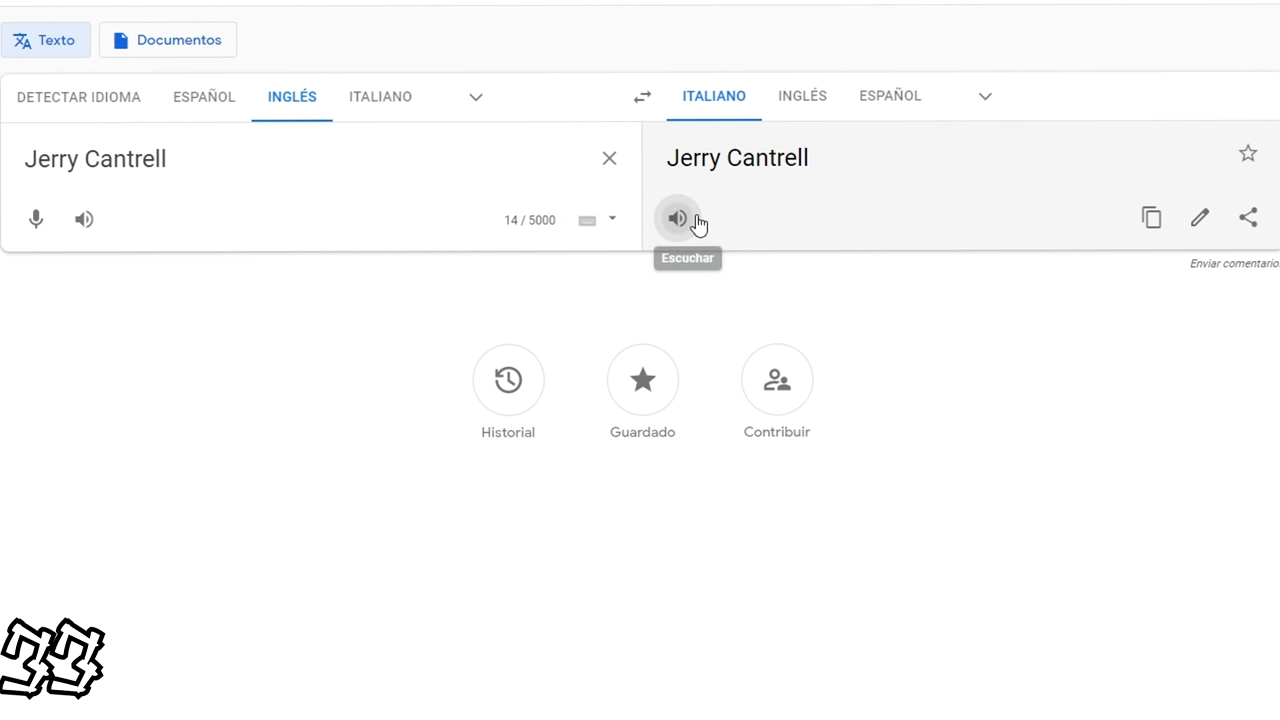 Texto Documentos
DETECTAR IDIOMA ESPAÑOL INGLÉS ITALIANO ITALIANO INGLÉS ESPAÑOL
Jerry Cantrell Jerry Cantrell
14 / 5000
Escuchar
Enviar comentario
Historial Guardado Contribuir